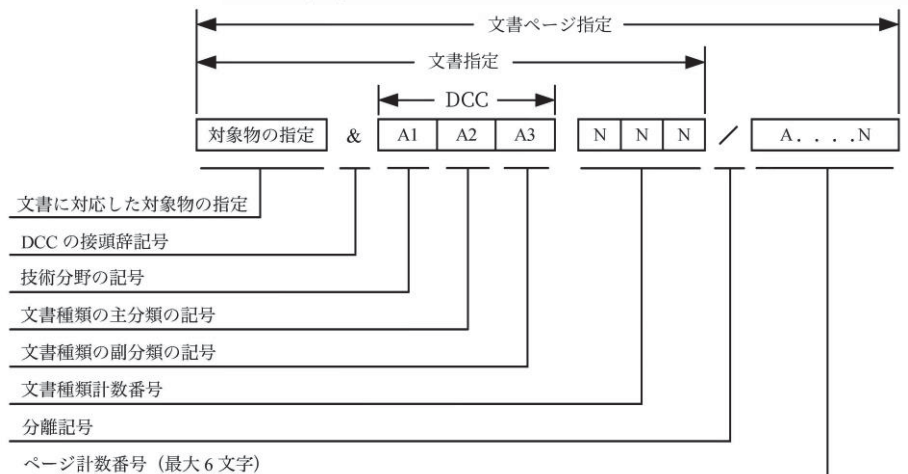 文書ページ指定
文書指定
DCC
対象物の指定 & A1 A2 A3 N N N / A. . . .N
文書に対応した対象物の指定
DCC の接頭辞記号
技術分野の記号
文書種類の主分類の記号
文書種類の副分類の記号
文書種類計数番号
分離記号
ページ計数番号（最大 6 文字）